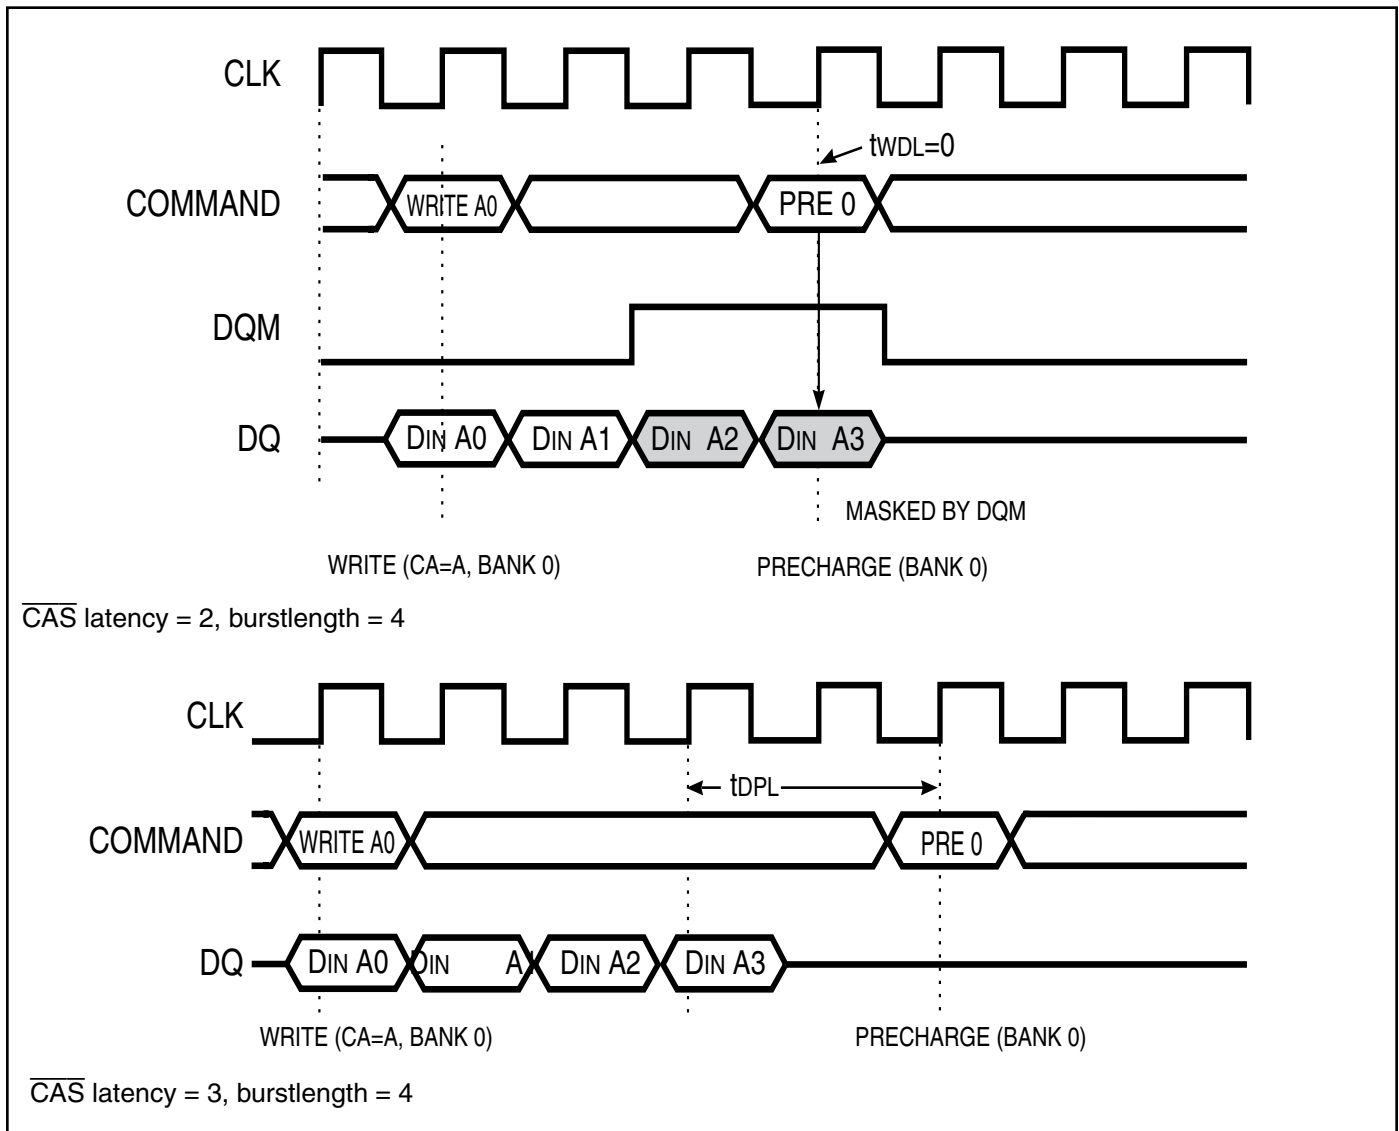 CLK
tWDL=0
COMMAND
WRITE A0
PRE 0
DQM
DQ
DIN A0
DIN A1
DIN A2
DIN A3
MASKED BY DQM
WRITE (CA=A, BANK 0)
PRECHARGE (BANK 0)
CAS latency = 2, burstlength = 4
CLK
tDPL
COMMAND
WRITE A0
PRE 0
DQ
DIN A0
DIN A1
DIN A2
DIN A3
WRITE (CA=A, BANK 0)
PRECHARGE (BANK 0)
CAS latency = 3, burstlength = 4